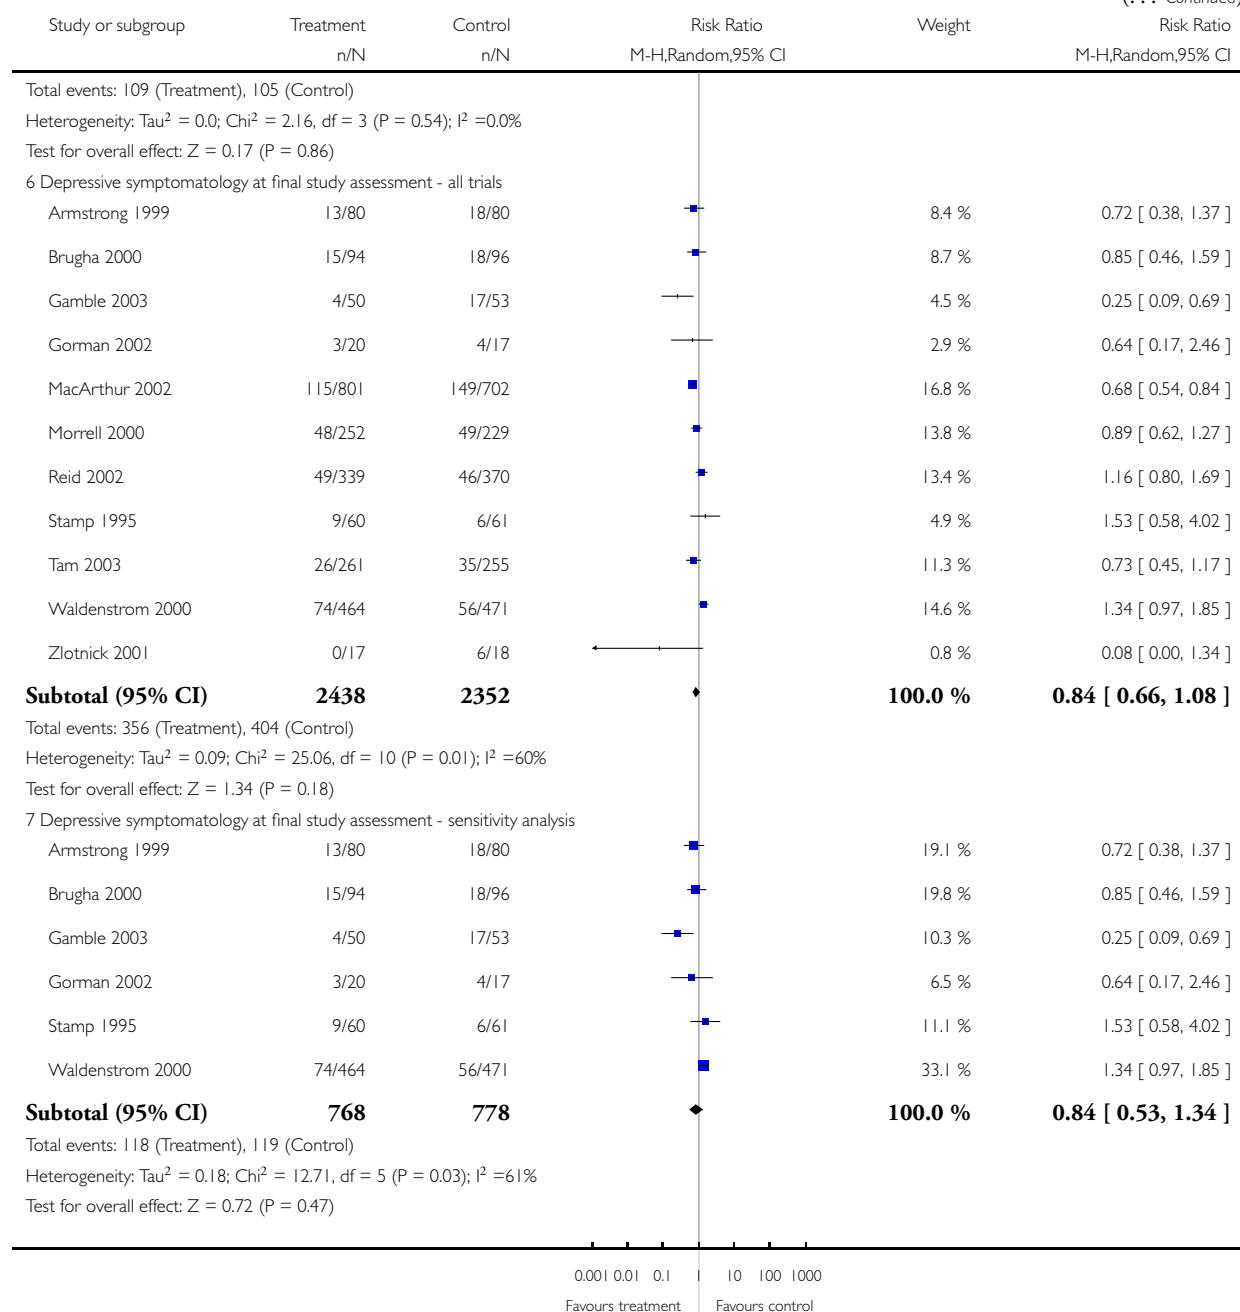 (. . . Continued)
Study or subgroup Treatment Control Risk Ratio Weight Risk Ratio
n/N n/N M-H,Random,95% CI M-H,Random,95% CI
Total events: 109 (Treatment), 105 (Control)
Heterogeneity: Tau² = 0.0; Chi² = 2.16, df = 3 (P = 0.54); I² =0.0%
Test for overall effect: Z = 0.17 (P = 0.86)
6 Depressive symptomatology at final study assessment - all trials
Armstrong 1999 13/80 18/80 8.4 % 0.72 [ 0.38, 1.37 ]
Brugha 2000 15/94 18/96 8.7 % 0.85 [ 0.46, 1.59 ]
Gamble 2003 4/50 17/53 4.5 % 0.25 [ 0.09, 0.69 ]
Gorman 2002 3/20 4/17 2.9 % 0.64 [ 0.17, 2.46 ]
MacArthur 2002 115/801 149/702 16.8 % 0.68 [ 0.54, 0.84 ]
Morrell 2000 48/252 49/229 13.8 % 0.89 [ 0.62, 1.27 ]
Reid 2002 49/339 46/370 13.4 % 1.16 [ 0.80, 1.69 ]
Stamp 1995 9/60 6/61 4.9 % 1.53 [ 0.58, 4.02 ]
Tam 2003 26/261 35/255 11.3 % 0.73 [ 0.45, 1.17 ]
Waldenstrom 2000 74/464 56/471 14.6 % 1.34 [ 0.97, 1.85 ]
Zlotnick 2001 0/17 6/18 0.8 % 0.08 [ 0.00, 1.34 ]
Subtotal (95% CI) 2438 2352 100.0 % 0.84 [ 0.66, 1.08 ]
Total events: 356 (Treatment), 404 (Control)
Heterogeneity: Tau² = 0.09; Chi² = 25.06, df = 10 (P = 0.01); I² =60%
Test for overall effect: Z = 1.34 (P = 0.18)
7 Depressive symptomatology at final study assessment - sensitivity analysis
Armstrong 1999 13/80 18/80 19.1 % 0.72 [ 0.38, 1.37 ]
Brugha 2000 15/94 18/96 19.8 % 0.85 [ 0.46, 1.59 ]
Gamble 2003 4/50 17/53 10.3 % 0.25 [ 0.09, 0.69 ]
Gorman 2002 3/20 4/17 6.5 % 0.64 [ 0.17, 2.46 ]
Stamp 1995 9/60 6/61 11.1 % 1.53 [ 0.58, 4.02 ]
Waldenstrom 2000 74/464 56/471 33.1 % 1.34 [ 0.97, 1.85 ]
Subtotal (95% CI) 768 778 100.0 % 0.84 [ 0.53, 1.34 ]
Total events: 118 (Treatment), 119 (Control)
Heterogeneity: Tau² = 0.18; Chi² = 12.71, df = 5 (P = 0.03); I² =61%
Test for overall effect: Z = 0.72 (P = 0.47)
0.001 0.01 0.1 1 10 100 1000
Favours treatment Favours control